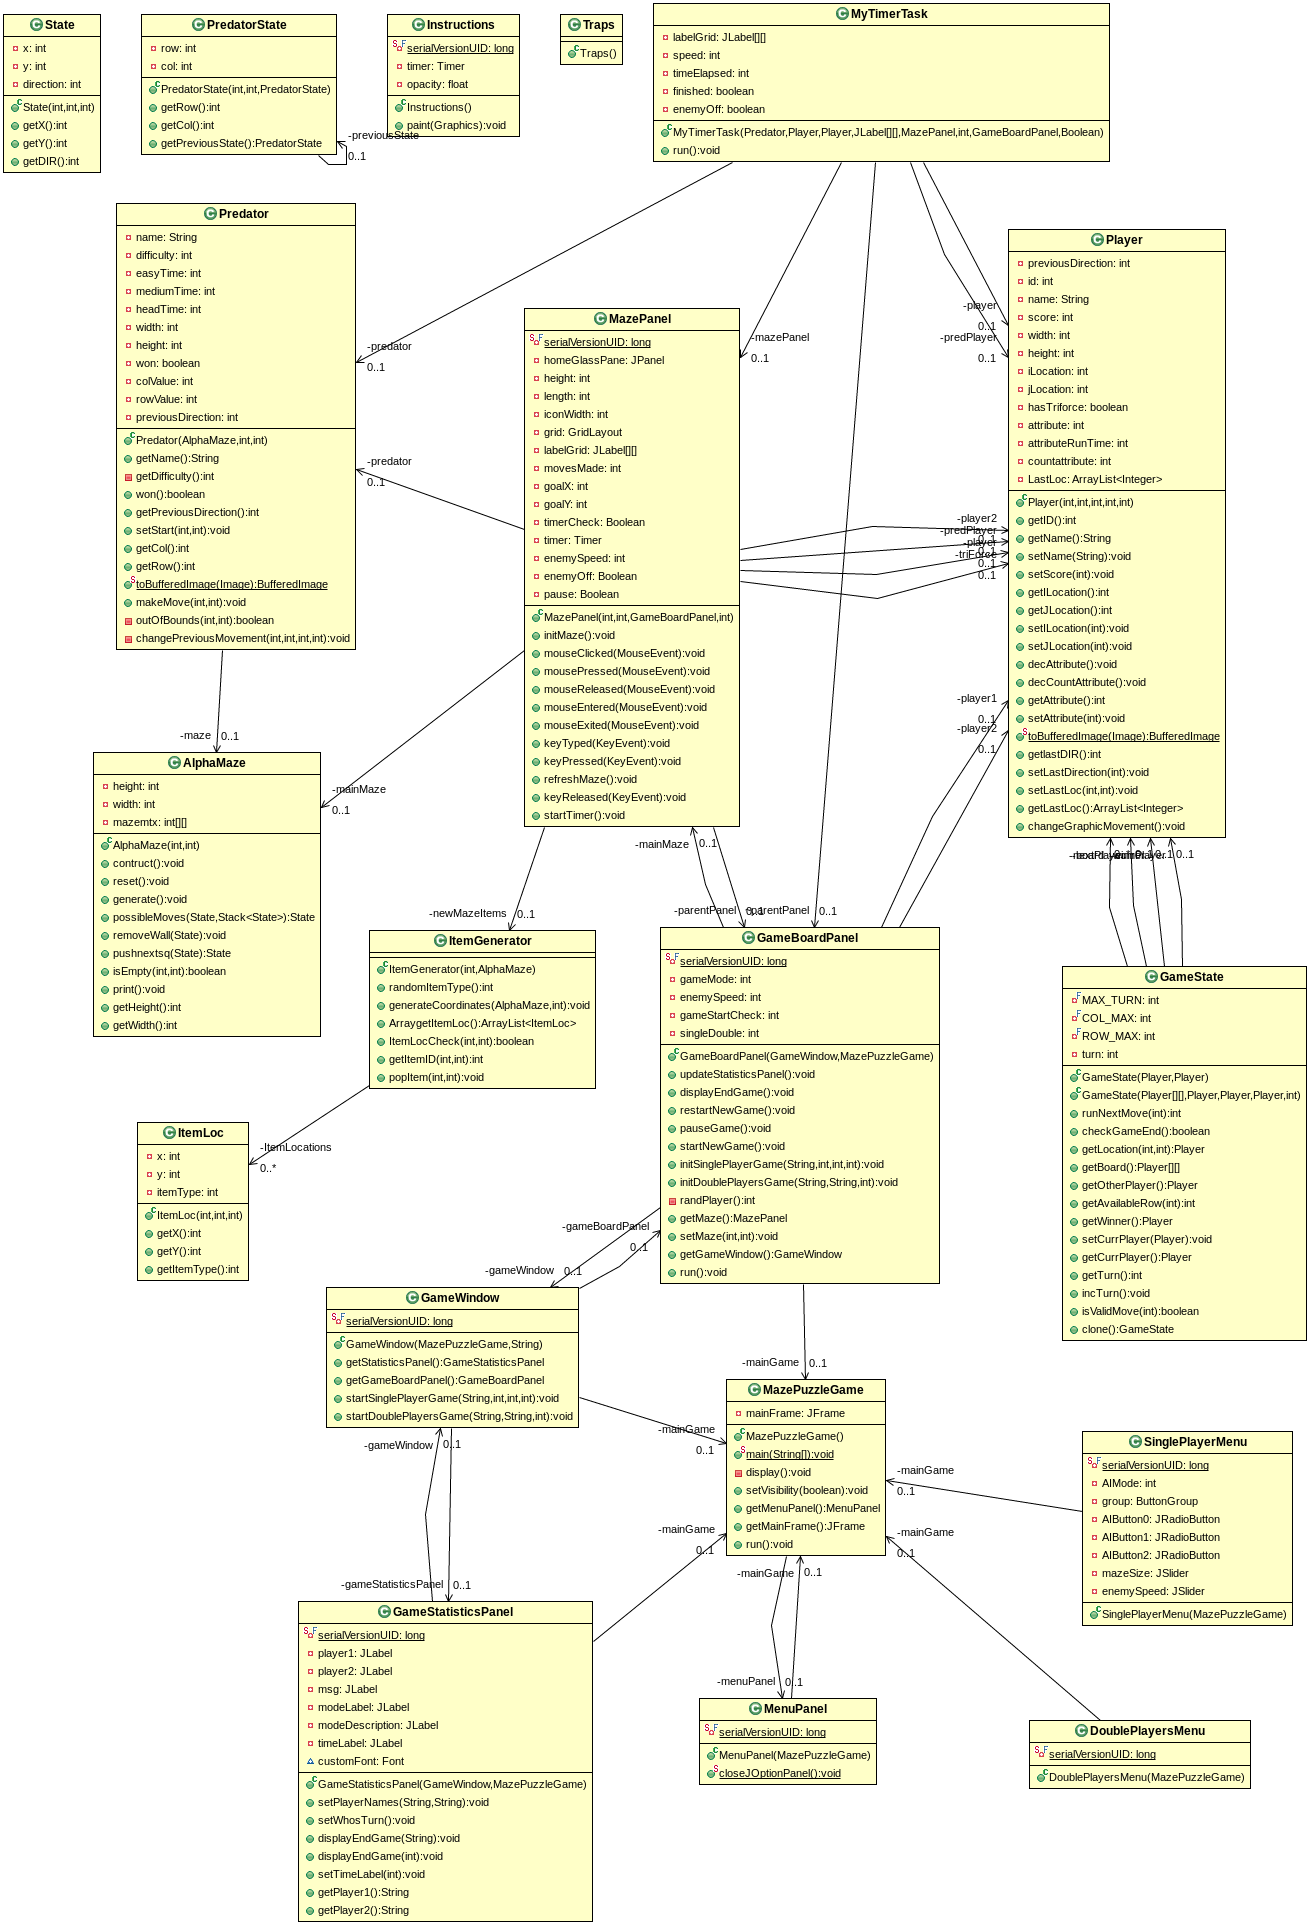 State
x: int
y: int
direction: int
State(int,int,int)
getX():int
getY():int
getDIR():int
PredatorState
row: int
col: int
PredatorState(int,int,PredatorState)
getRow():int
getCol():int
getPreviousState():PredatorState
-previousState
0..1
Instructions
serialVersionUID: long
timer: Timer
opacity: float
Instructions()
paint(Graphics):void
Traps
Traps()
MyTimerTask
labelGrid: JLabel[][]
speed: int
timeElapsed: int
finished: boolean
enemyOff: boolean
MyTimerTask(Predator,Player,Player,JLabel[][],MazePanel,int,GameBoardPanel,Boolean)
run():void
Predator
name: String
difficulty: int
easyTime: int
mediumTime: int
headTime: int
width: int
height: int
won: boolean
colValue: int
rowValue: int
previousDirection: int
Predator(AlphaMaze,int,int)
getName():String
getDifficulty():int
won():boolean
getPreviousDirection():int
setStart(int,int):void
getCol():int
getRow():int
toBufferedImage(Image):BufferedImage
makeMove(int,int):void
outOfBounds(int,int):boolean
changePreviousMovement(int,int,int,int):void
-predator
0..1
-predator
0..1
MazePanel
serialVersionUID: long
homeGlassPane: JPanel
height: int
length: int
iconWidth: int
grid: GridLayout
labelGrid: JLabel[][]
movesMade: int
goalX: int
goalY: int
timerCheck: Boolean
timer: Timer
enemySpeed: int
enemyOff: Boolean
pause: Boolean
MazePanel(int,int,GameBoardPanel,int)
initMaze():void
mouseClicked(MouseEvent):void
mousePressed(MouseEvent):void
mouseReleased(MouseEvent):void
mouseEntered(MouseEvent):void
mouseExited(MouseEvent):void
keyTyped(KeyEvent):void
keyPressed(KeyEvent):void
refreshMaze():void
keyReleased(KeyEvent):void
startTimer():void
-mazePanel
0..1
Player
previousDirection: int
id: int
name: String
score: int
width: int
height: int
iLocation: int
jLocation: int
hasTriforce: boolean
attribute: int
attributeRunTime: int
countattribute: int
LastLoc: ArrayList<Integer>
Player(int,int,int,int,int)
getID():int
getName():String
setName(String):void
setScore(int):void
getILocation():int
getJLocation():int
setILocation(int):void
setJLocation(int):void
decAttribute():void
decCountAttribute():void
getAttribute():int
setAttribute(int):void
toBufferedImage(Image):BufferedImage
getlastDIR():int
setLastDirection(int):void
setLastLoc(int,int):void
getLastLoc():ArrayList<Integer>
changeGraphicMovement():void
-player
0..1
-predPlayer
0..1
-player2
-predPlayer
0..1
-player
0..1
-triForce
0..1
0..1
-player1
0..1
-player2
0..1
0..1
-maze
0..1
AlphaMaze
height: int
width: int
mazemtx: int[][]
AlphaMaze(int,int)
contruct():void
reset():void
generate():void
possibleMoves(State,Stack<State>):State
removeWall(State):void
pushnextsq(State):State
isEmpty(int,int):boolean
print():void
getHeight():int
getWidth():int
-mainMaze
0..1
-mainMaze
0..1
-newMazeItems
0..1
-parentPanel
0..1
-parentPanel
0..1
ItemGenerator
ItemGenerator(int,AlphaMaze)
randomItemType():int
generateCoordinates(AlphaMaze,int):void
ArraygetItemLoc():ArrayList<ItemLoc>
ItemLocCheck(int,int):boolean
getItemID(int,int):int
popItem(int,int):void
ItemLoc
x: int
y: int
itemType: int
ItemLoc(int,int,int)
getX():int
getY():int
getItemType():int
-ItemLocations
0..*
GameBoardPanel
serialVersionUID: long
gameMode: int
enemySpeed: int
gameStartCheck: int
singleDouble: int
GameBoardPanel(GameWindow,MazePuzzleGame)
updateStatisticsPanel():void
displayEndGame():void
restartNewGame():void
pauseGame():void
startNewGame():void
initSinglePlayerGame(String,int,int,int):void
initDoublePlayersGame(String,String,int):void
randPlayer():int
getMaze():MazePanel
setMaze(int,int):void
getGameWindow():GameWindow
run():void
GameState
MAX_TURN: int
COL_MAX: int
ROW_MAX: int
turn: int
GameState(Player,Player)
GameState(Player[][],Player,Player,Player,int)
runNextMove(int):int
checkGameEnd():boolean
getLocation(int,int):Player
getBoard():Player[][]
getOtherPlayer():Player
getAvailableRow(int):int
getWinner():Player
setCurrPlayer(Player):void
getCurrPlayer():Player
getTurn():int
incTurn():void
isValidMove(int):boolean
clone():GameState
-gameBoardPanel
0..1
-gameWindow
0..1
GameWindow
serialVersionUID: long
GameWindow(MazePuzzleGame,String)
getStatisticsPanel():GameStatisticsPanel
getGameBoardPanel():GameBoardPanel
startSinglePlayerGame(String,int,int,int):void
startDoublePlayersGame(String,String,int):void
-gameWindow
0..1
-mainGame
0..1
-mainGame
0..1
MazePuzzleGame
mainFrame: JFrame
MazePuzzleGame()
main(String[]):void
display():void
setVisibility(boolean):void
getMenuPanel():MenuPanel
getMainFrame():JFrame
run():void
-mainGame
0..1
-mainGame
0..1
-mainGame
0..1
-mainGame
0..1
SinglePlayerMenu
serialVersionUID: long
AIMode: int
group: ButtonGroup
AIButton0: JRadioButton
AIButton1: JRadioButton
AIButton2: JRadioButton
mazeSize: JSlider
enemySpeed: JSlider
SinglePlayerMenu(MazePuzzleGame)
-gameStatisticsPanel
0..1
GameStatisticsPanel
serialVersionUID: long
player1: JLabel
player2: JLabel
msg: JLabel
modeLabel: JLabel
modeDescription: JLabel
timeLabel: JLabel
customFont: Font
GameStatisticsPanel(GameWindow,MazePuzzleGame)
setPlayerNames(String,String):void
setWhosTurn():void
displayEndGame(String):void
displayEndGame(int):void
setTimeLabel(int):void
getPlayer1():String
getPlayer2():String
-menuPanel
0..1
MenuPanel
serialVersionUID: long
MenuPanel(MazePuzzleGame)
closeJOptionPanel():void
DoublePlayersMenu
serialVersionUID: long
DoublePlayersMenu(MazePuzzleGame)